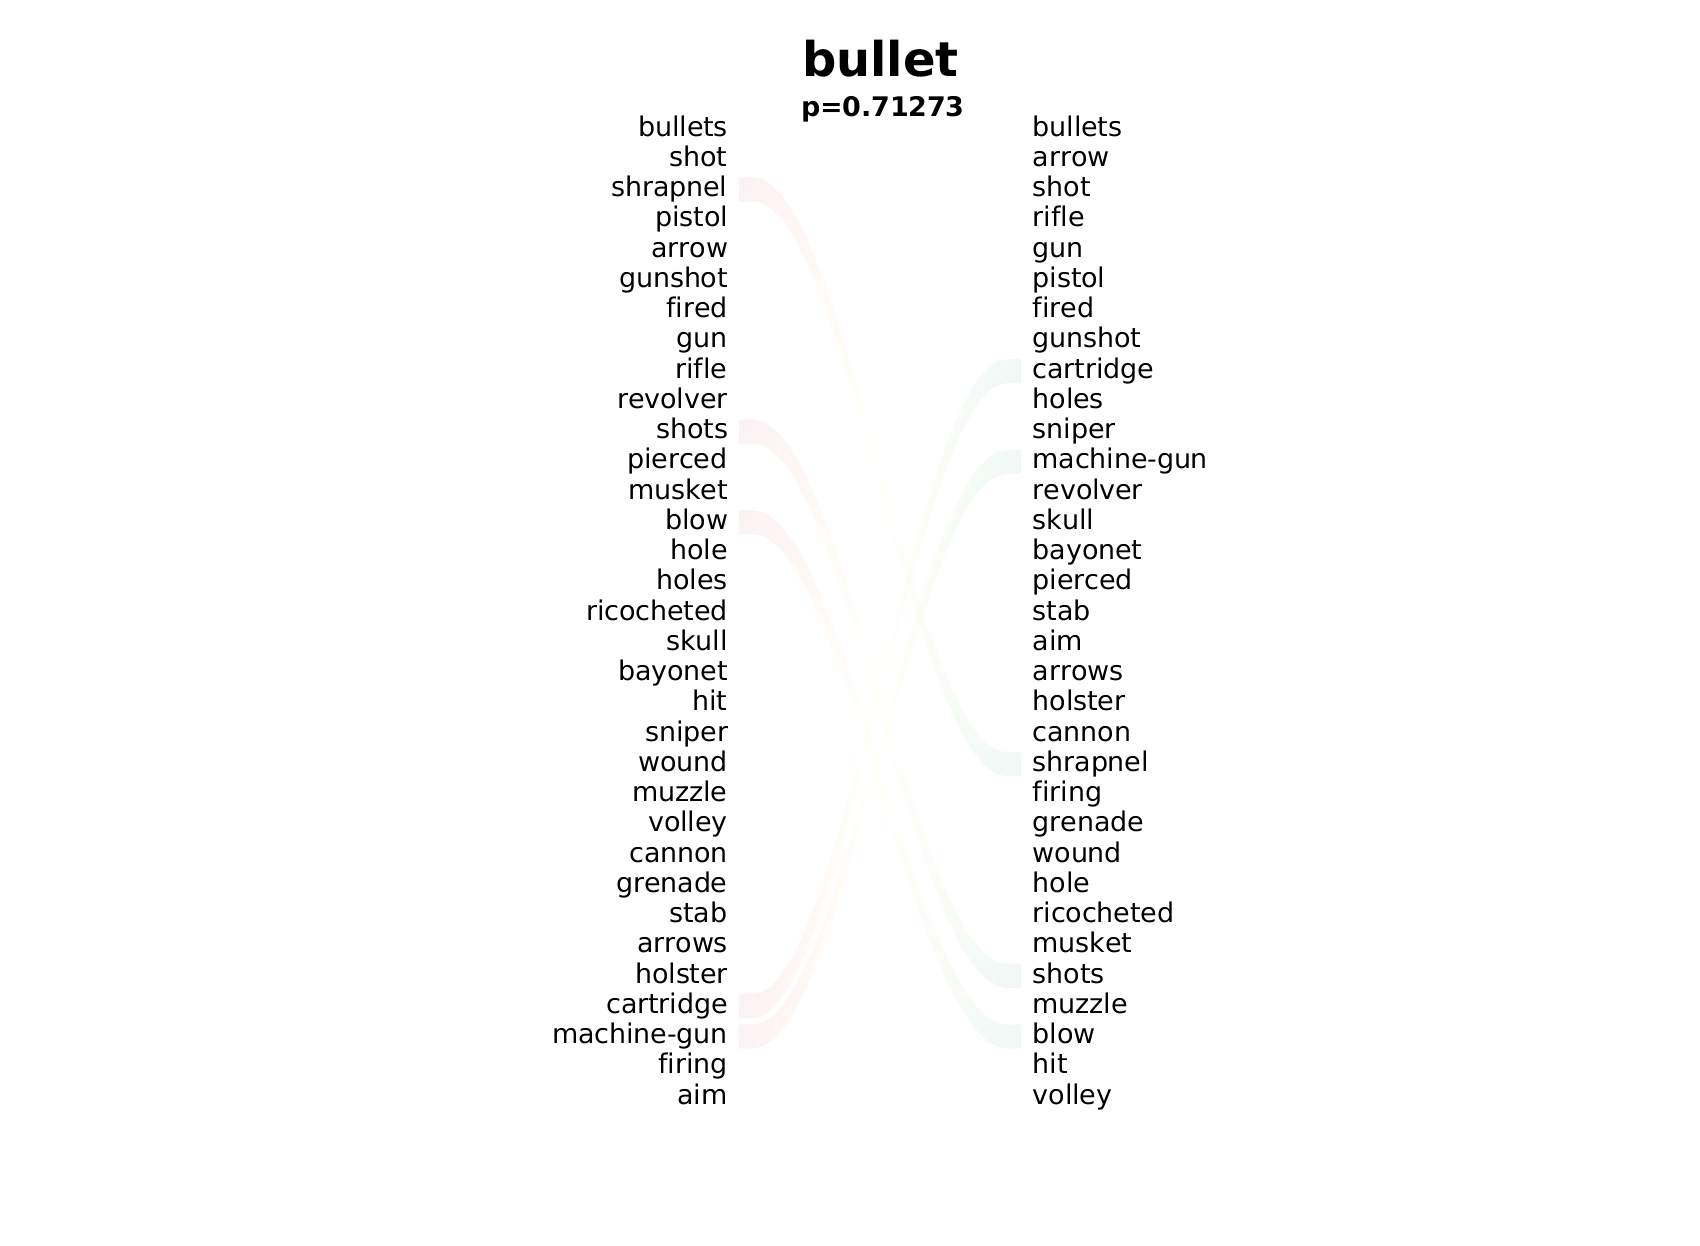 bullet
p=0.71273
bullets bullets
shot arrow
shrapnel shot
pistol rifle
arrow gun
gunshot pistol
fired fired
gun gunshot
rifle cartridge
revolver holes
shots sniper
pierced machine-gun
musket revolver
blow skull
hole bayonet
holes pierced
ricocheted stab
skull aim
bayonet arrows
hit holster
sniper cannon
wound shrapnel
muzzle firing
volley grenade
cannon wound
grenade hole
stab ricocheted
arrows musket
holster shots
cartridge muzzle
machine-gun blow
firing hit
aim volley